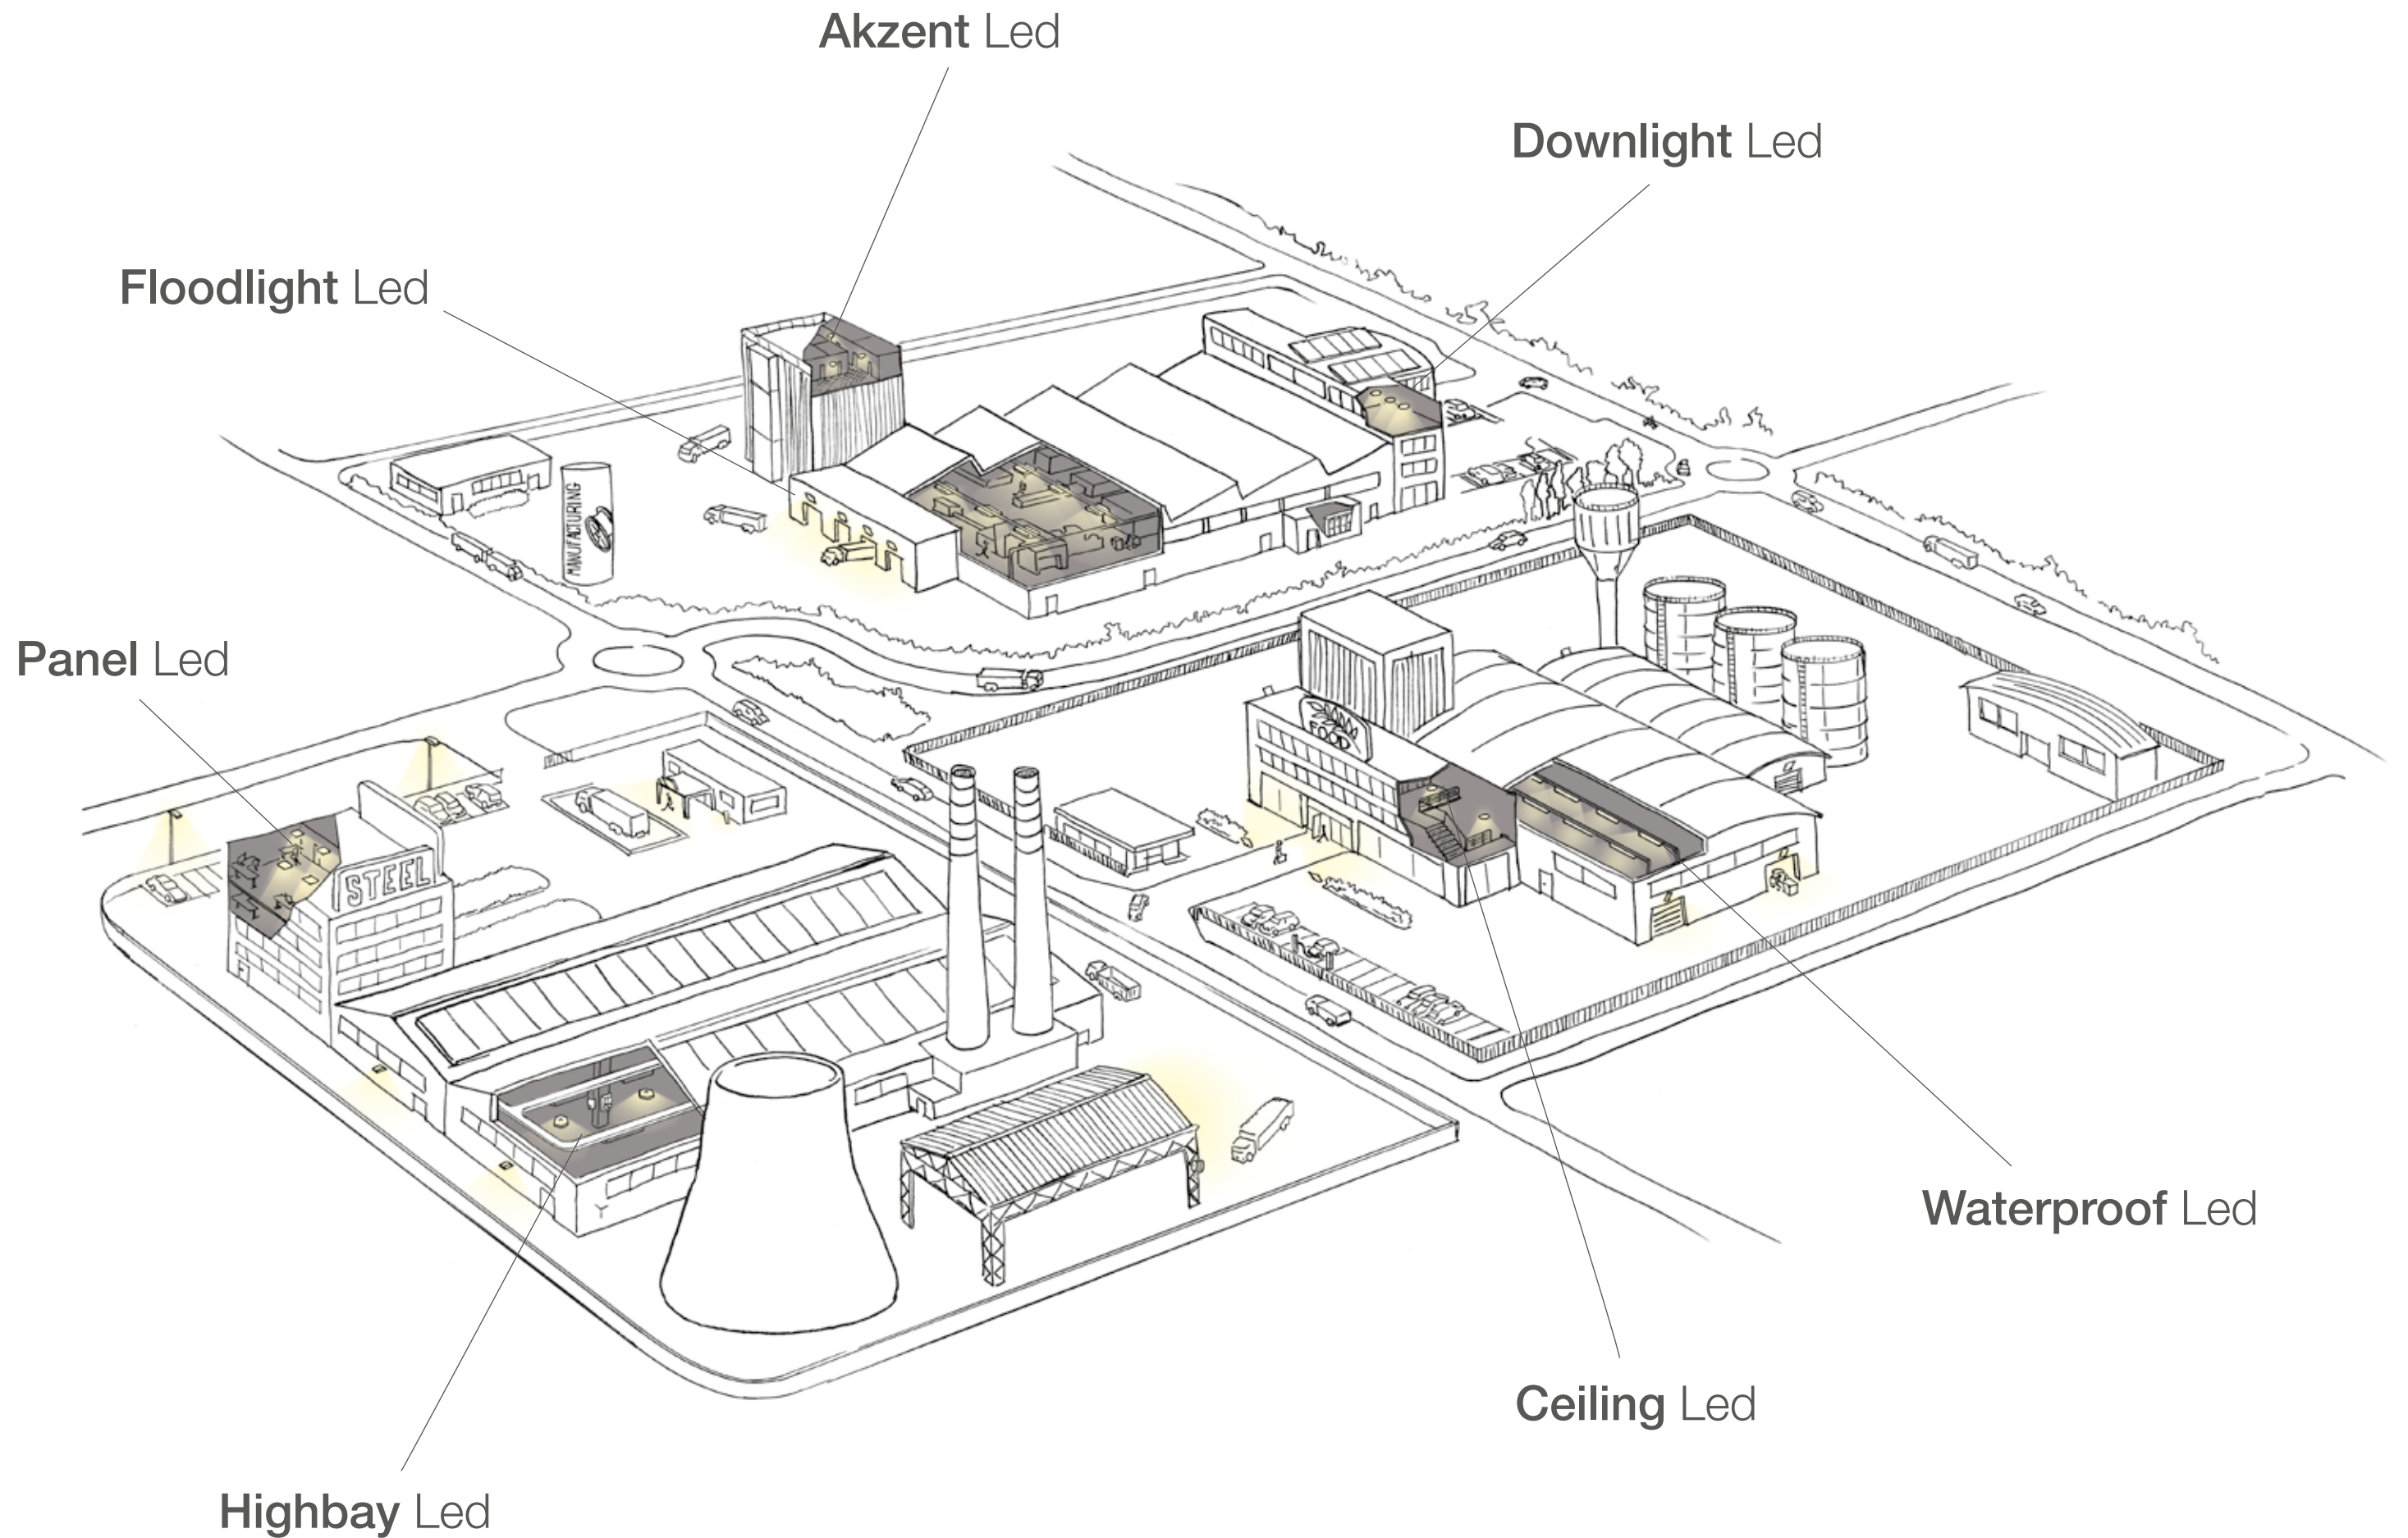 Akzent Led
Downlight Led
Floodlight Led
MANUFACTURING
Panel Led
FOOD
STEEL
Waterproof Led
Ceiling Led
Highbay Led